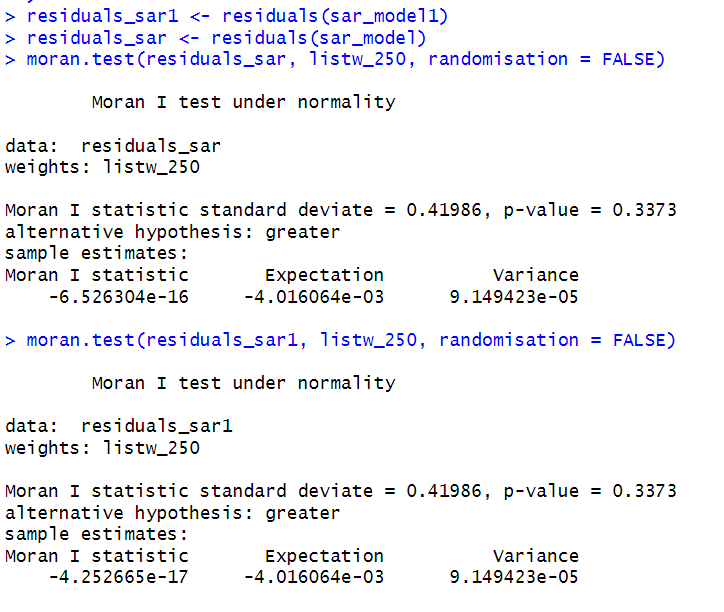 > residuals_sar1 <- residuals(sar_model1)
> residuals_sar <- residuals(sar_model)
> moran.test(residuals_sar, listw_250, randomisation = FALSE)
Moran I test under normality
data:  residuals_sar
weights: listw_250
Moran I statistic standard deviate = 0.41986, p-value = 0.3373
alternative hypothesis: greater
sample estimates:
Moran I statistic       Expectation          Variance
-6.526304e-16     -4.016064e-03      9.149423e-05
> moran.test(residuals_sar1, listw_250, randomisation = FALSE)
Moran I test under normality
data:  residuals_sar1
weights: listw_250
Moran I statistic standard deviate = 0.41986, p-value = 0.3373
alternative hypothesis: greater
sample estimates:
Moran I statistic       Expectation          Variance
-4.252665e-17     -4.016064e-03      9.149423e-05